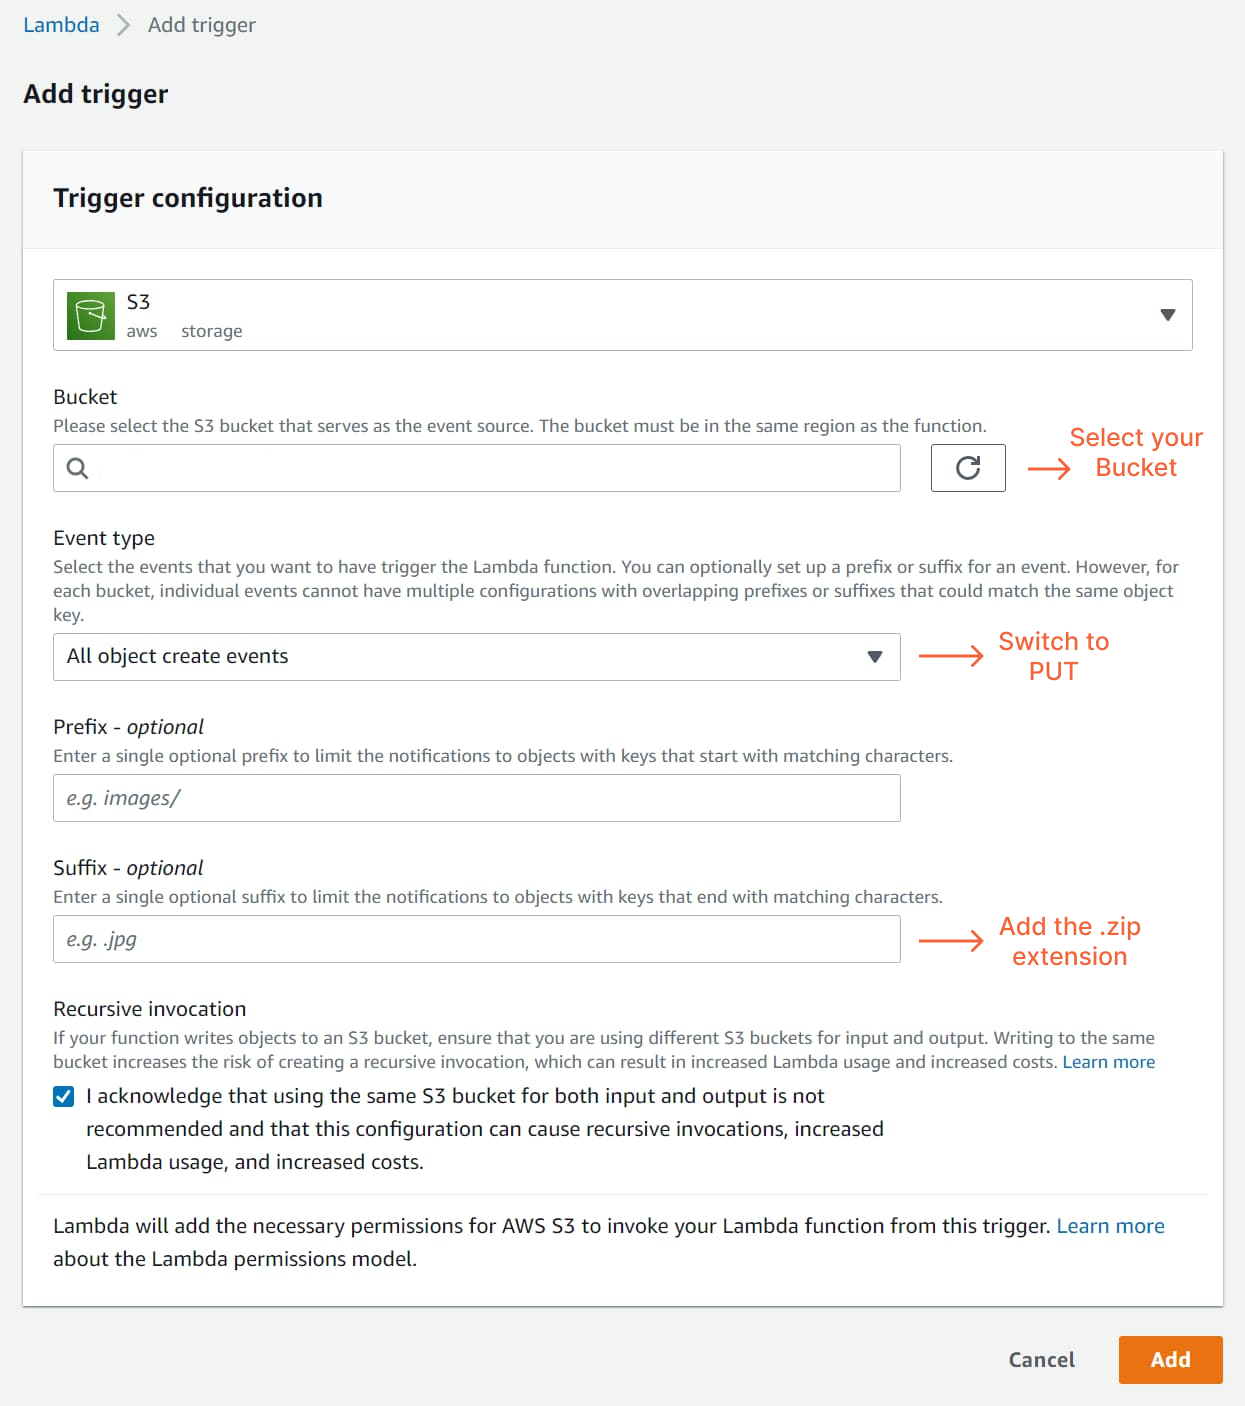 Lambda > Add trigger
Add trigger
Trigger configuration
S3
aws storage
Bucket
Please select the S3 bucket that serves as the event source. The bucket must be in the same region as the function.
Select your
Bucket
Event type
Select the events that you want to have trigger the Lambda function. You can optionally set up a prefix or suffix for an event. However, for
each bucket, individual events cannot have multiple configurations with overlapping prefixes or suffixes that could match the same object
key.
All object create events
Switch to
PUT
Prefix - optional
Enter a single optional prefix to limit the notifications to objects with keys that start with matching characters.
e.g. images/
Suffix - optional
Enter a single optional suffix to limit the notifications to objects with keys that end with matching characters.
e.g. .jpg
Add the .zip
extension
Recursive invocation
If your function writes objects to an S3 bucket, ensure that you are using different S3 buckets for input and output. Writing to the same
bucket increases the risk of creating a recursive invocation, which can result in increased Lambda usage and increased costs. Learn more
I acknowledge that using the same S3 bucket for both input and output is not
recommended and that this configuration can cause recursive invocations, increased
Lambda usage, and increased costs.
Lambda will add the necessary permissions for AWS S3 to invoke your Lambda function from this trigger. Learn more
about the Lambda permissions model.
Cancel
Add